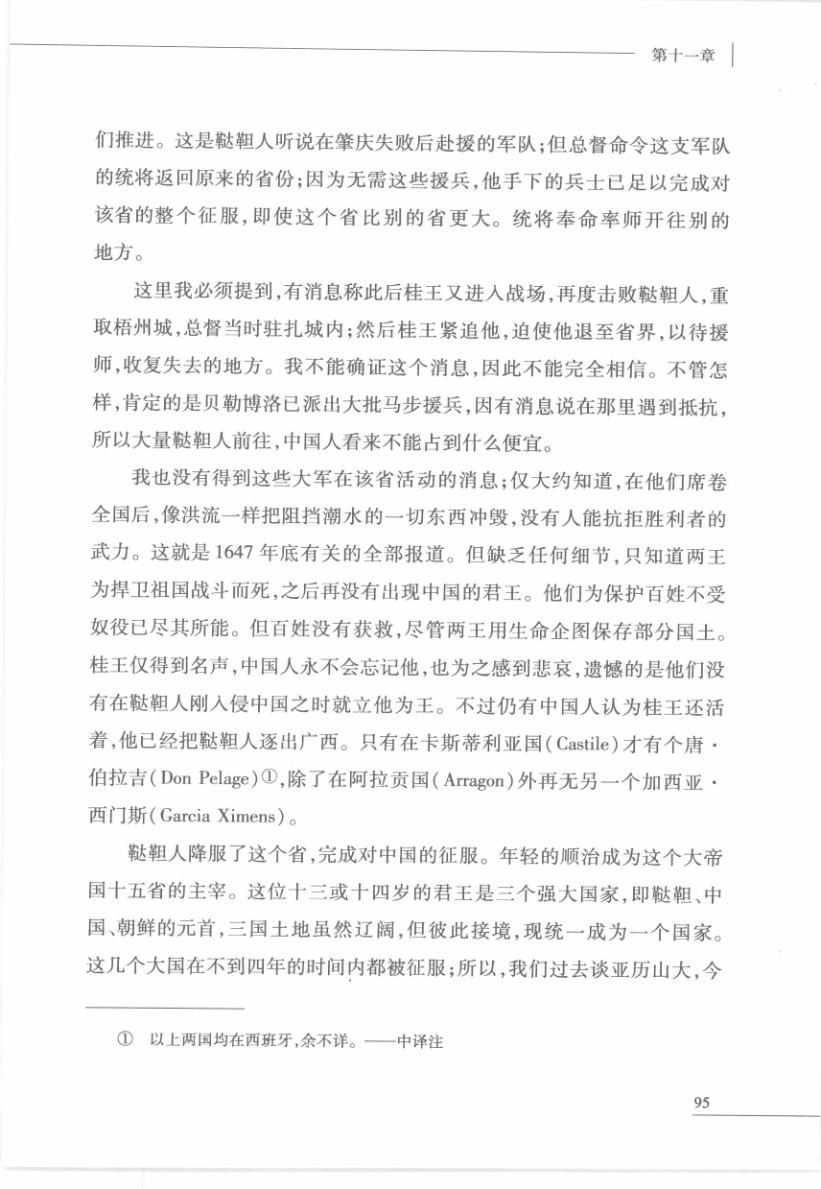 第十一章
们推进。这是鞑靼人听说在肇庆失败后赴援的军队;但总督命令这支军队
的统将返回原来的省份;因为无需这些援兵,他手下的兵士已足以完成对
该省的整个征服,即使这个省比别的省更大。统将奉命率师开往别的
地方。
这里我必须提到,有消息称此后桂王又进入战场,再度击败鞑靼人,重
取梧州城,总督当时驻扎城内;然后桂王紧追他,迫使他退至省界,以待援
师,收复失去的地方。我不能确证这个消息,因此不能完全相信。不管怎
样,肯定的是贝勒博洛已派出大批马步援兵,因有消息说在那里遇到抵抗,
所以大量鞑靼人前往,中国人看来不能占到什么便宜。
我也没有得到这些大军在该省活动的消息;仅大约知道,在他们席卷
全国后,像洪流一样把阻挡潮水的一切东西冲毁,没有人能抗拒胜利者的
武力。这就是1647年底有关的全部报道。但缺乏任何细节,只知道两王
为捍卫祖国战斗而死,之后再没有出现中国的君王。他们为保护百姓不受
奴役已尽其所能。但百姓没有获救,尽管两王用生命企图保存部分国土。
桂王仅得到名声,中国人永不会忘记他,也为之感到悲哀,遗憾的是他们没
有在鞑靼人刚入侵中国之时就立他为王。不过仍有中国人认为桂王还活
着,他已经把鞑靼人逐出广西。只有在卡斯蒂利亚国(Castile)才有个唐·
伯拉吉(Don Pelage)①,除了在阿拉贡国(Arragon)外再无另一个加西亚·
西门斯(Garcia Ximens)。
鞑靼人降服了这个省,完成对中国的征服。年轻的顺治成为这个大帝
国十五省的主宰。这位十三或十四岁的君王是三个强大国家,即鞑靼、中
国、朝鲜的元首,三国土地虽然辽阔,但彼此接境,现统一成为一个国家。
这几个大国在不到四年的时间内都被征服;所以,我们过去谈亚历山大,今
① 以上两国均在西班牙,余不详。——中译注
95